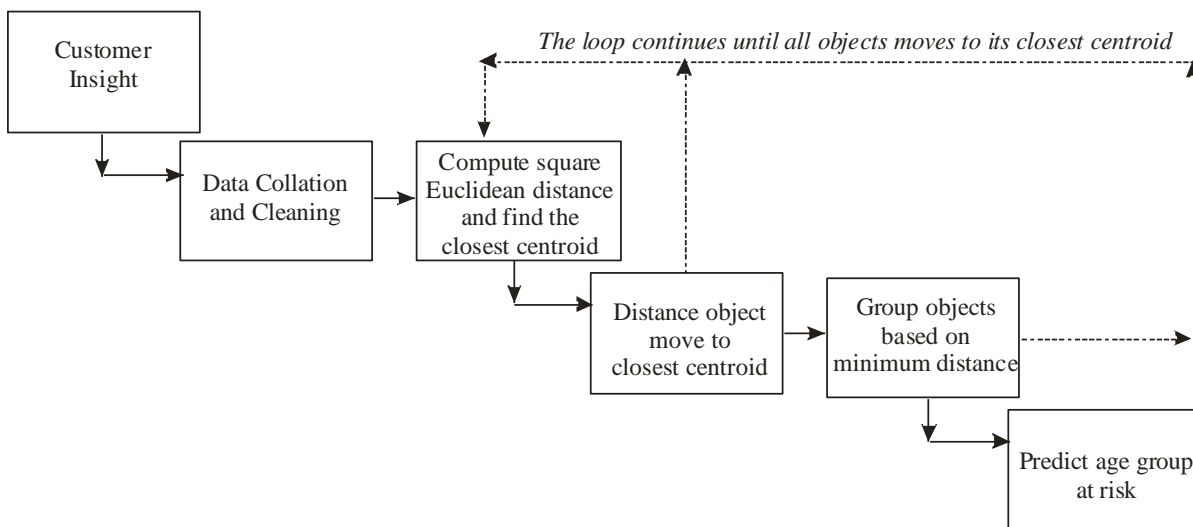 Customer
Insight
The loop continues until all objects moves to its closest centroid
Data Collation
and Cleaning
Compute square
Euclidean distance
and find the
closest centroid
Distance object
move to
closest centroid
Group objects
based on
minimum distance
Predict age group
at risk